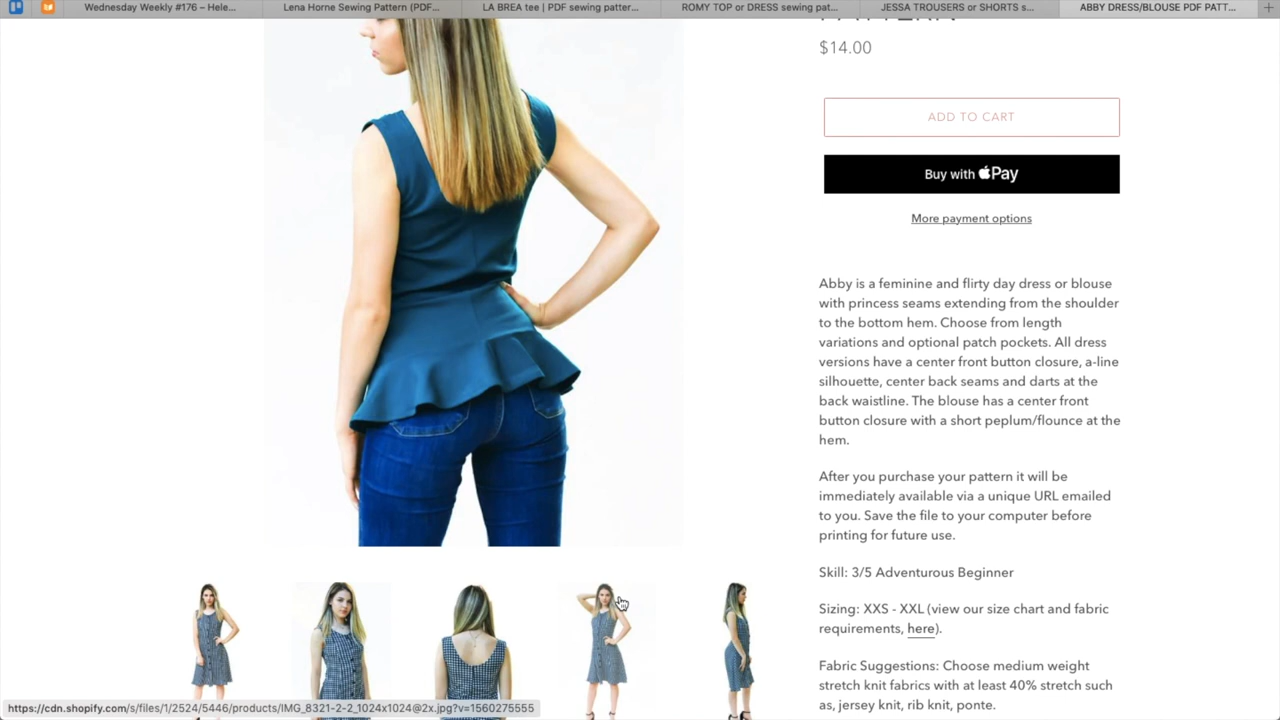 Wednesday Weekly #176 – Hele...
Lena Horne Sewing Pattern (PDF...
LA BREA tee | PDF sewing patter...
ROMY TOP or DRESS sewing pat...
JESSA TROUSERS or SHORTS s...
ABBY DRESS/BLOUSE PDF PATT...
$14.00
ADD TO CART
Buy with Pay
More payment options
Abby is a feminine and flirty day dress or blouse
with princess seams extending from the shoulder
to the bottom hem. Choose from length
variations and optional patch pockets. All dress
versions have a center front button closure, a-line
silhouette, center back seams and darts at the
back waistline. The blouse has a center front
button closure with a short peplum/flounce at the
hem.
After you purchase your pattern it will be
immediately available via a unique URL emailed
to you. Save the file to your computer before
printing for future use.
Skill: 3/5 Adventurous Beginner
Sizing: XXS - XXL (view our size chart and fabric
requirements, here).
Fabric Suggestions: Choose medium weight
stretch knit fabrics with at least 40% stretch such
as, jersey knit, rib knit, ponte.
https://cdn.shopify.com/s/files/1/2524/5446/products/IMG_8321-2-2_1024x1024@2x.jpg?v=1560275555